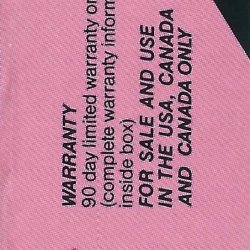 WARRANTY
90 day limited warranty on
(complete warranty inform
inside box)
FOR SALE AND USE
IN THE USA, CANADA
AND CANADA ONLY